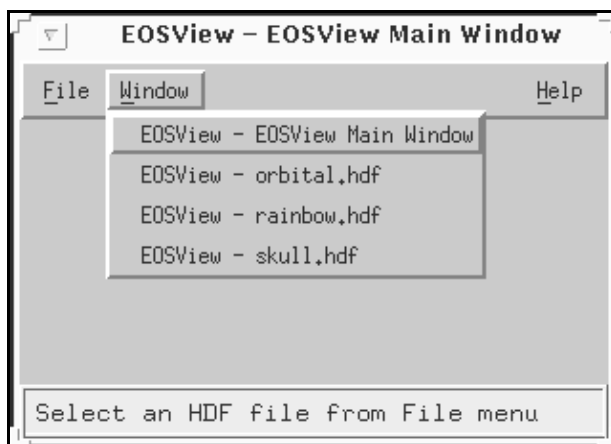 EOSView – EOSView Main Window
File Window Help
EOSView - EOSView Main Window
EOSView - orbital.hdf
EOSView - rainbow.hdf
EOSView - skull.hdf
Select an HDF file from File menu